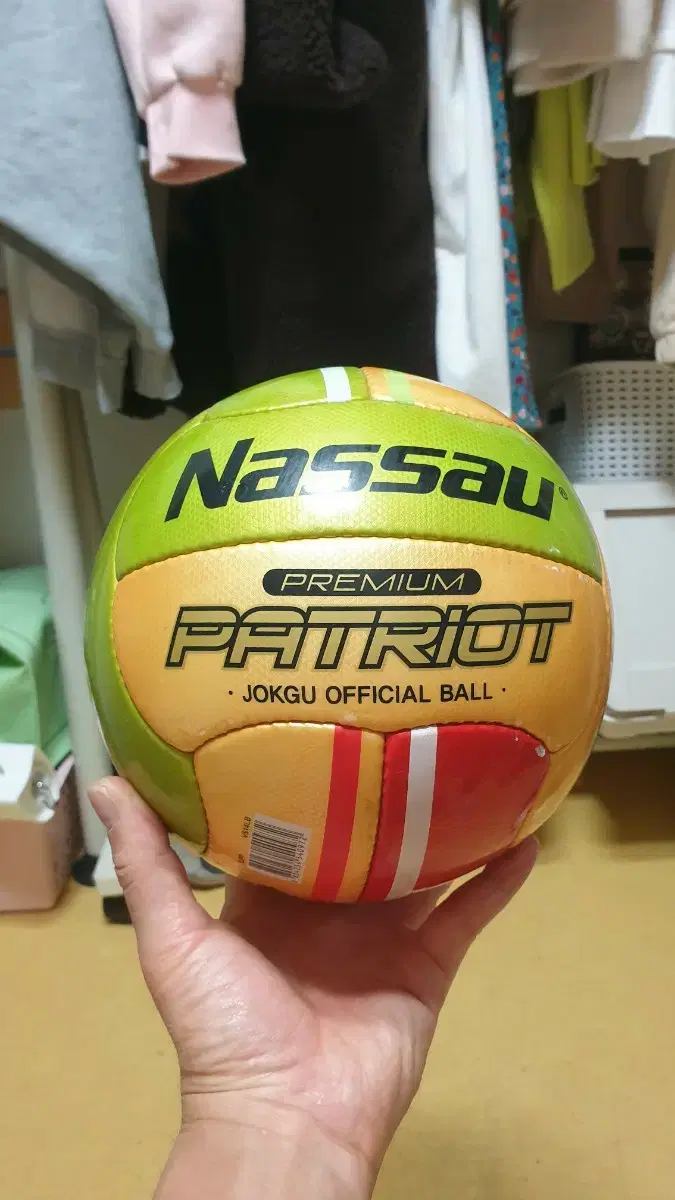 Nassau®
PREMIUM
PATRIOT
· JOKGU OFFICIAL BALL ·